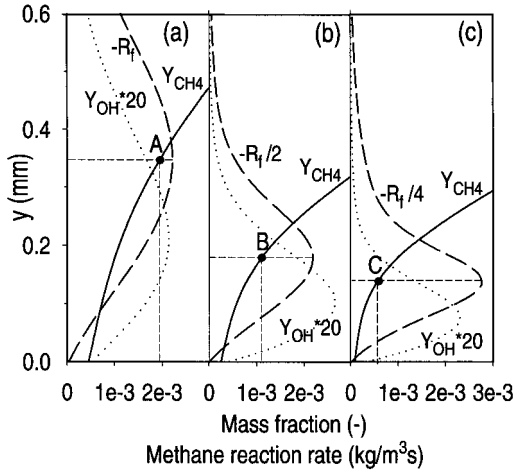 0.6
0.4
0.2
0.0
y (mm)
(a)
-R_f
Y_CH4
Y_OH*20
A
(b)
-R_f /2
Y_CH4
B
Y_OH*20
(c)
Y_CH4
-R_f /4
C
Y_OH*20
0 1e-3 2e-3 0 1e-3 2e-3 0 1e-3 2e-3 3e-3
Mass fraction (-)
Methane reaction rate (kg/m³s)